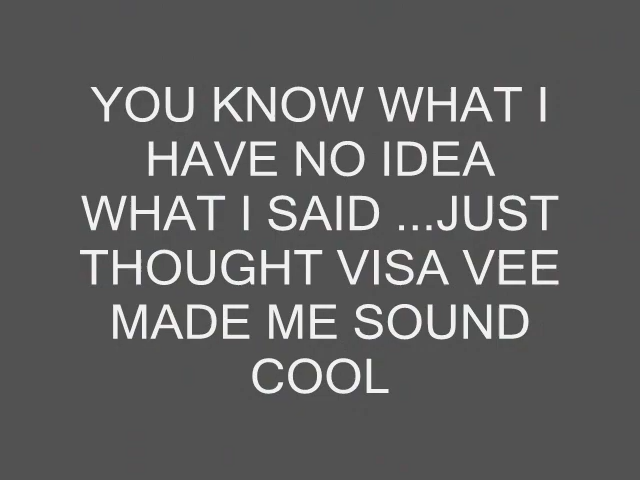 YOU KNOW WHAT I
HAVE NO IDEA
WHAT I SAID ...JUST
THOUGHT VISA VEE
MADE ME SOUND
COOL